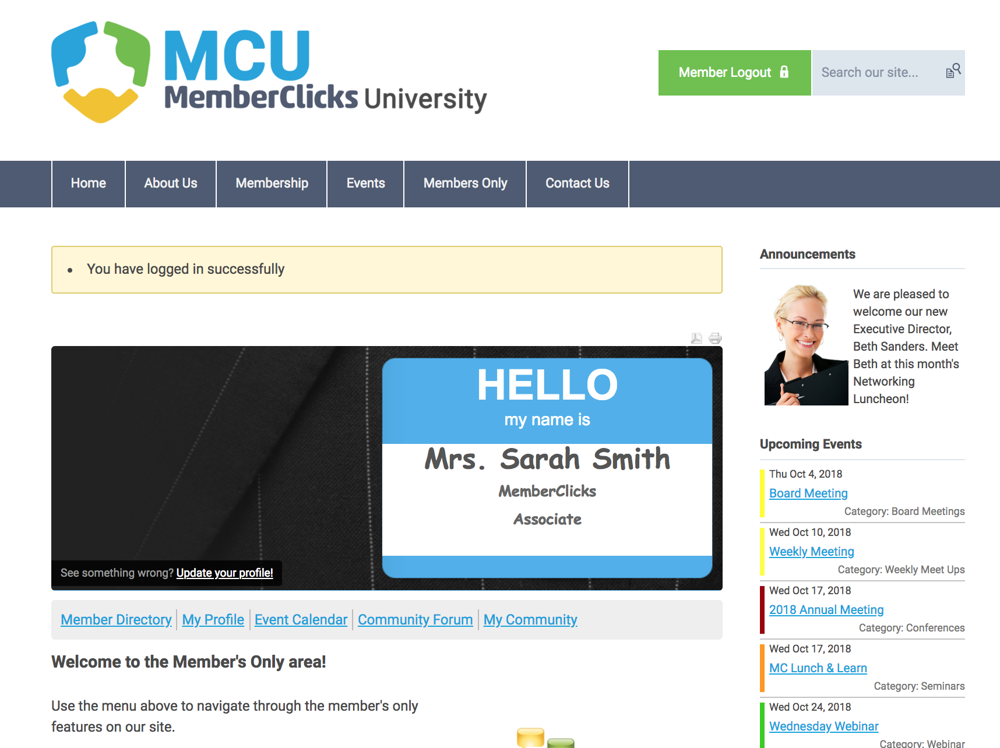 MCU
MemberClicks University
Member Logout
Search our site...
Home
About Us
Membership
Events
Members Only
Contact Us
You have logged in successfully
HELLO
my name is
Mrs. Sarah Smith
MemberClicks
Associate
See something wrong? Update your profile!
Member Directory
My Profile
Event Calendar
Community Forum
My Community
Welcome to the Member's Only area!
Use the menu above to navigate through the member's only
features on our site.
Announcements
We are pleased to
welcome our new
Executive Director,
Beth Sanders. Meet
Beth at this month's
Networking
Luncheon!
Upcoming Events
Thu Oct 4, 2018
Board Meeting
Category: Board Meetings
Wed Oct 10, 2018
Weekly Meeting
Category: Weekly Meet Ups
Wed Oct 17, 2018
2018 Annual Meeting
Category: Conferences
Wed Oct 17, 2018
MC Lunch & Learn
Category: Seminars
Wed Oct 24, 2018
Wednesday Webinar
Category: Webinar